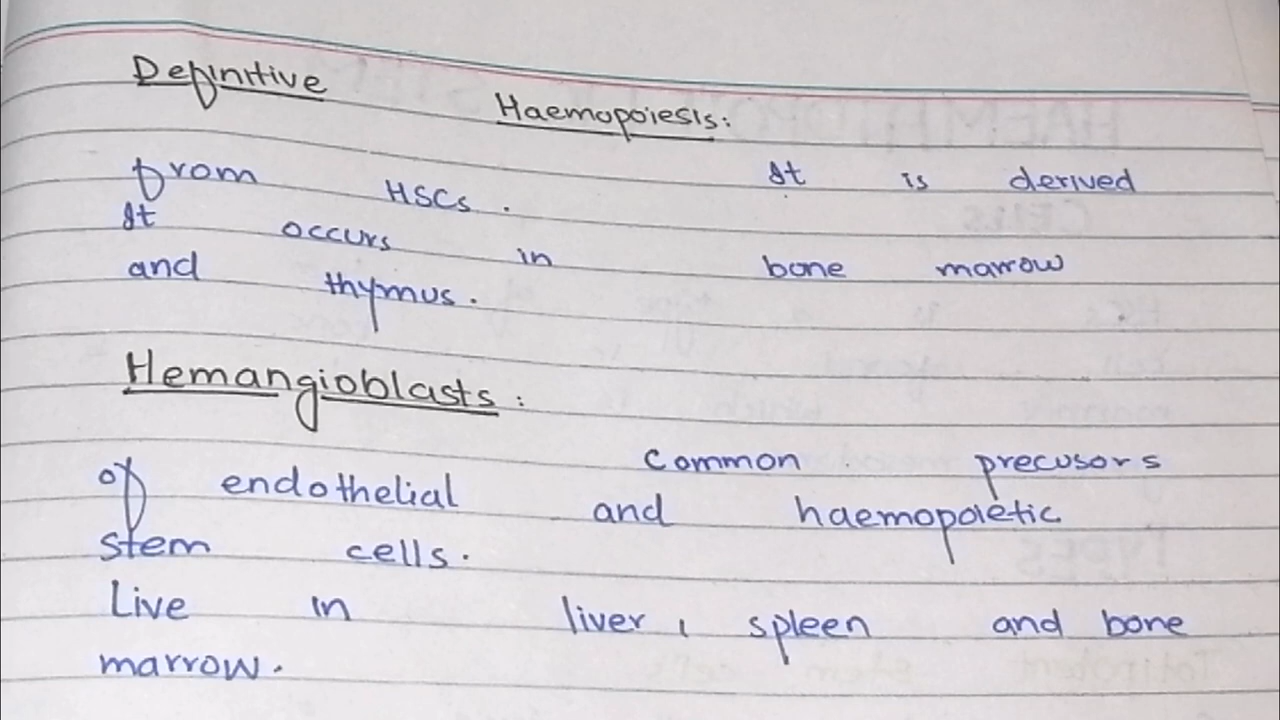 Definitive Haemopoiesis:
It is derived
from HSCs.
It occurs in bone marrow
and thymus.
Hemangioblasts:
Common precusors
of endothelial and haemopoietic
stem cells.
Live in liver, spleen and bone
marrow.